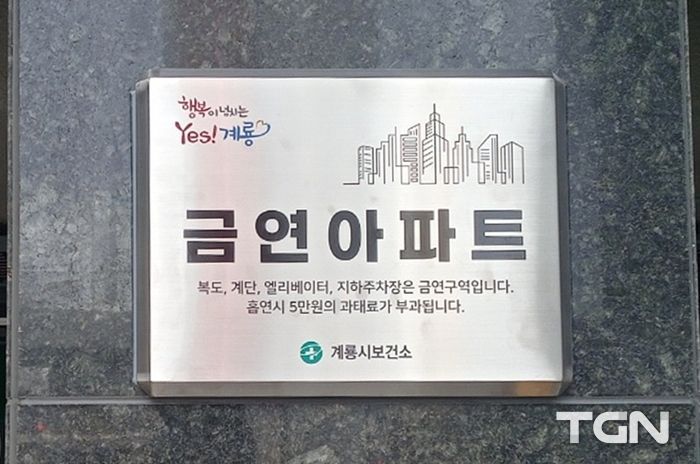 행복이 넘치는
Yes! 계룡
금연아파트
복도, 계단, 엘리베이터, 지하주차장은 금연구역입니다.
흡연시 5만원의 과태료가 부과됩니다.
계룡시보건소
TGN